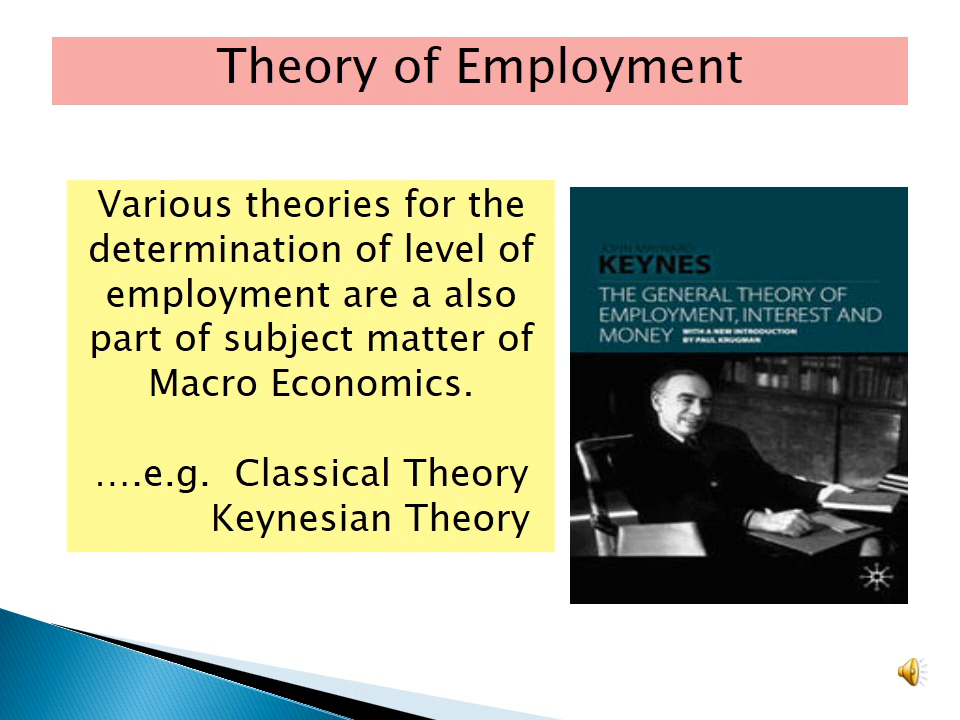 Theory of Employment
Various theories for the
determination of level of
employment are a also
part of subject matter of
Macro Economics.
….e.g. Classical Theory
Keynesian Theory
JOHN MAYNARD
KEYNES
THE GENERAL THEORY OF
EMPLOYMENT, INTEREST AND
MONEY WITH A NEW INTRODUCTION
BY PAUL KRUGMAN